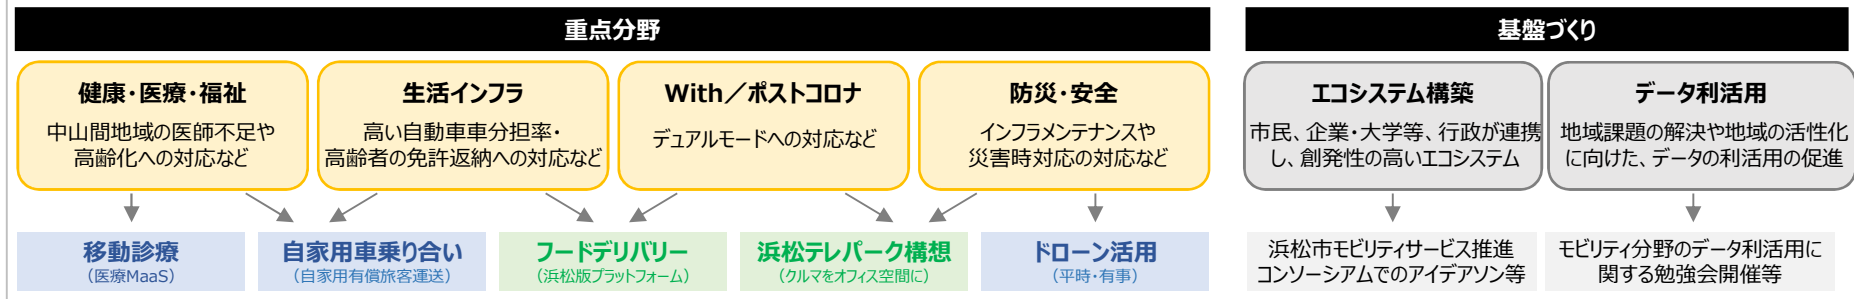 重点分野
健康・医療・福祉
中山間地域の医師不足や
高齢化への対応など
生活インフラ
高い自動車車分担率・
高齢者の免許返納への対応など
With／ポストコロナ
デュアルモードへの対応など
防災・安全
インフラメンテナンスや
災害時対応の対応など
移動診療
（医療MaaS）
自家用車乗り合い
（自家用有償旅客運送）
フードデリバリー
（浜松版プラットフォーム）
浜松テレパーク構想
（クルマをオフィス空間に）
ドローン活用
（平時・有事）
基盤づくり
エコシステム構築
市民、企業・大学等、行政が連携
し、創発性の高いエコシステム
データ利活用
地域課題の解決や地域の活性化
に向けた、データの利活用の促進
浜松市モビリティサービス推進
コンソーシアムでのアイデアソン等
モビリティ分野のデータ利活用に
関する勉強会開催等